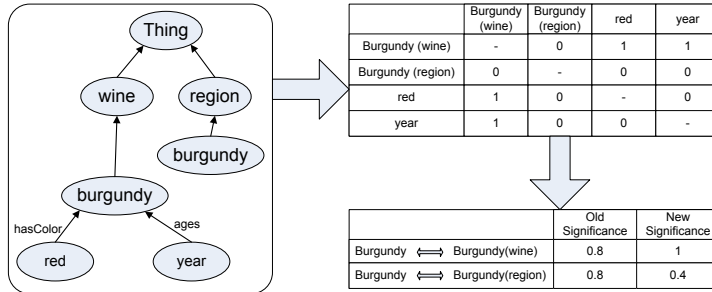 Thing
wine
region
burgundy
burgundy
hasColor
ages
red
year
Burgundy (wine) Burgundy (region) red year
Burgundy (wine) - 0 1 1
Burgundy (region) 0 - 0 0
red 1 0 - 0
year 1 0 0 -
Old Significance New Significance
Burgundy Burgundy(wine) 0.8 1
Burgundy Burgundy(region) 0.8 0.4